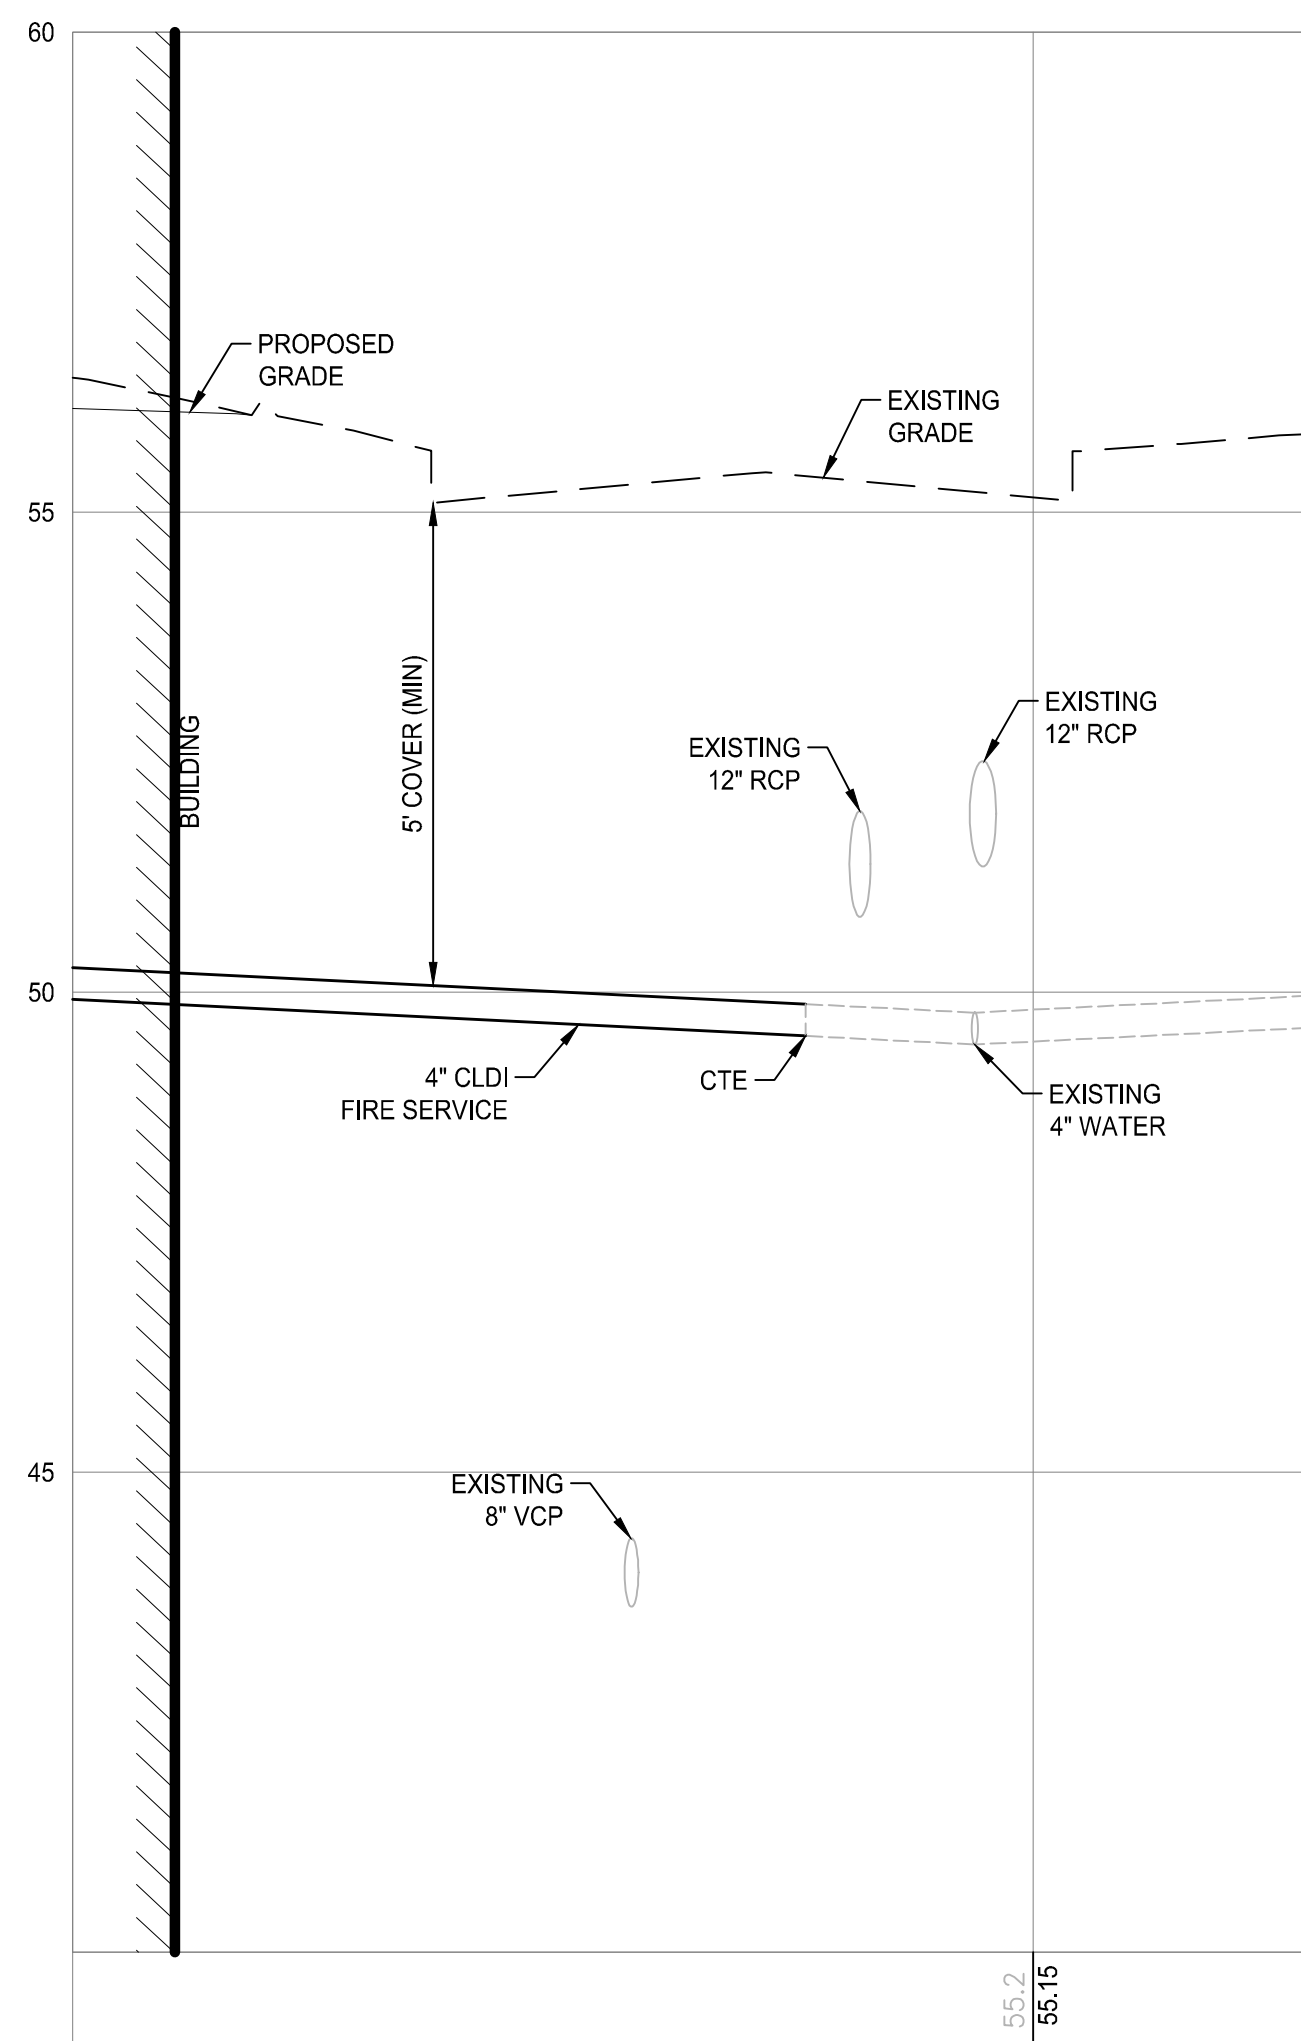 60
PROPOSED
GRADE
EXISTING
GRADE
55
5' COVER (MIN)
BUILDING
EXISTING
12" RCP
EXISTING
12" RCP
50
4" CLDI
FIRE SERVICE
CTE
EXISTING
4" WATER
45
EXISTING
8" VCP
55.2
55.15